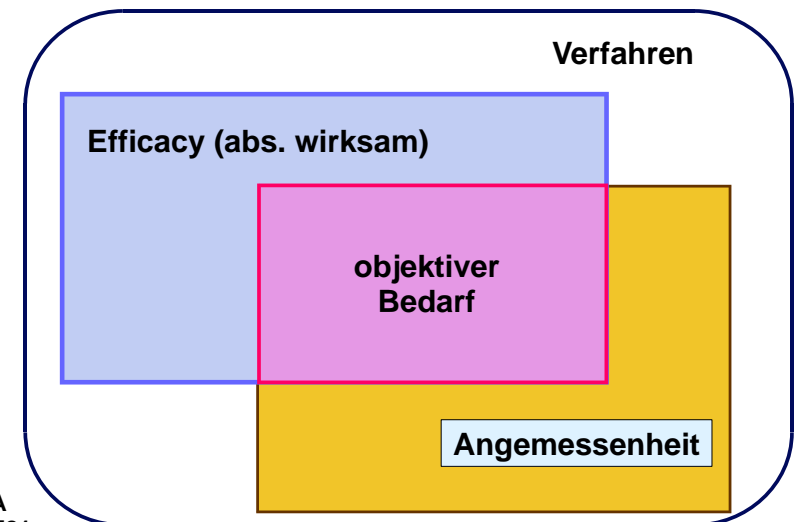 Verfahren
Efficacy (abs. wirksam)
objektiver
Bedarf
Angemessenheit
A